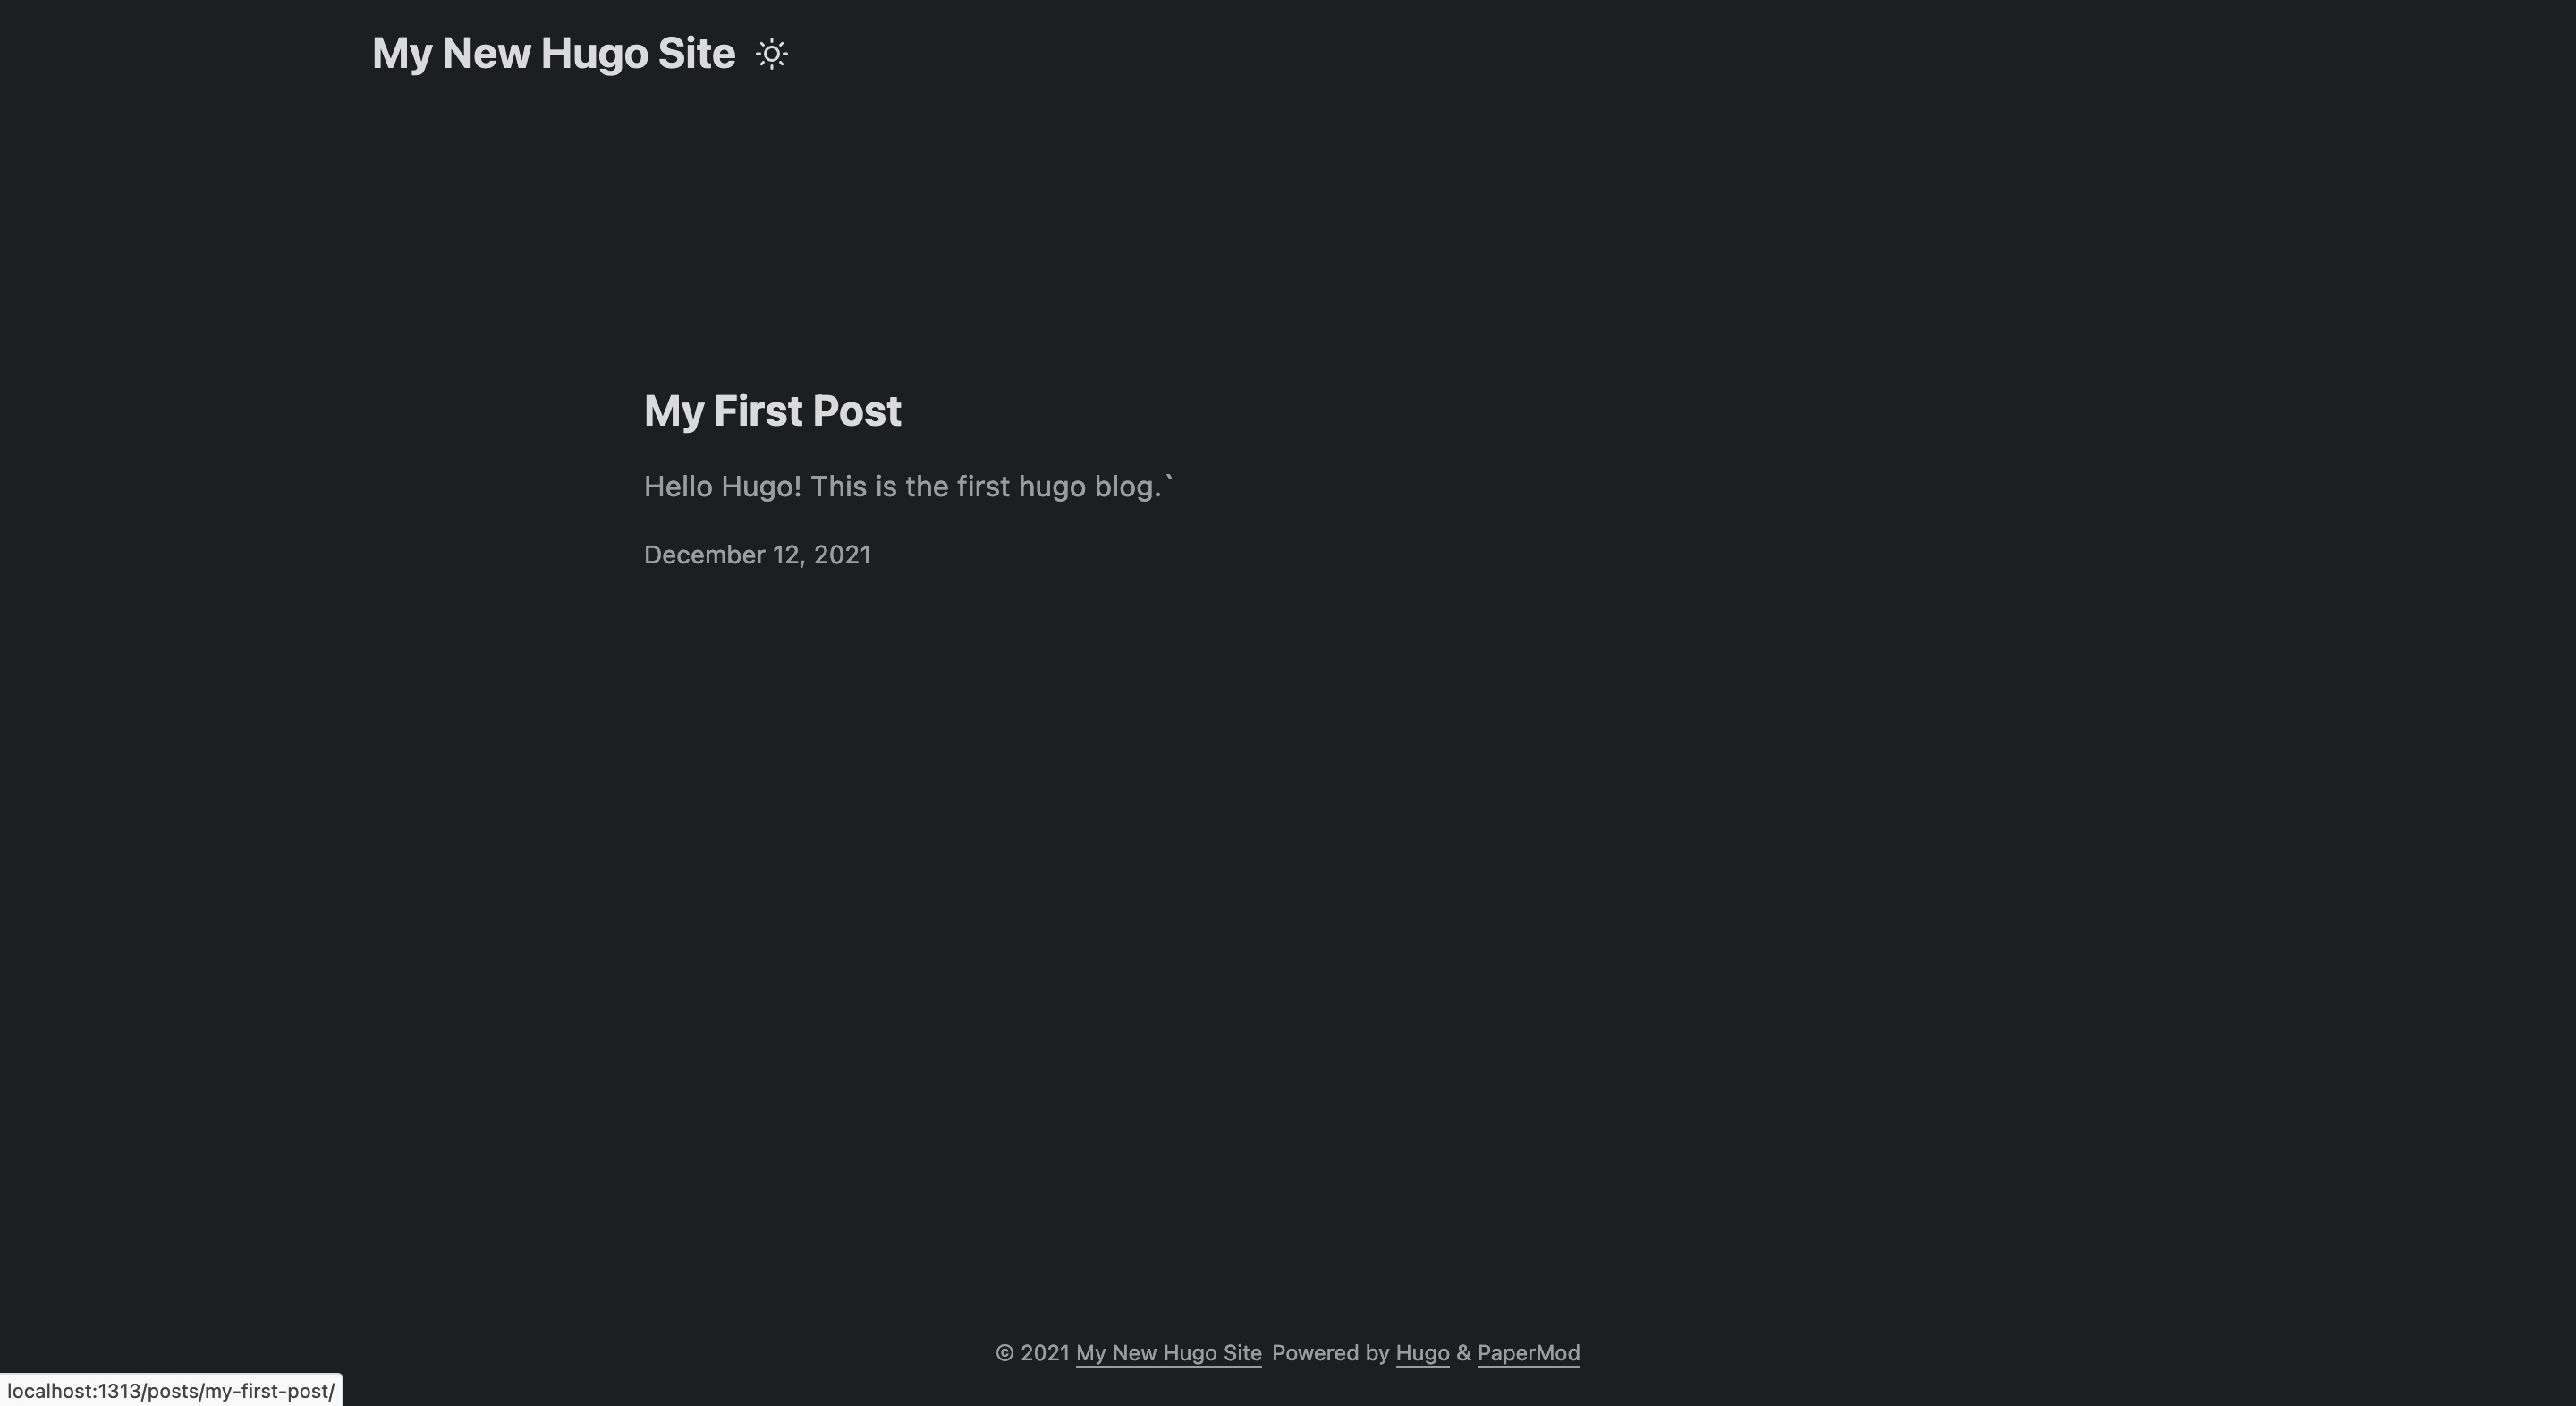 My New Hugo Site
My First Post
Hello Hugo! This is the first hugo blog.`
December 12, 2021
© 2021 My New Hugo Site Powered by Hugo & PaperMod
localhost:1313/posts/my-first-post/